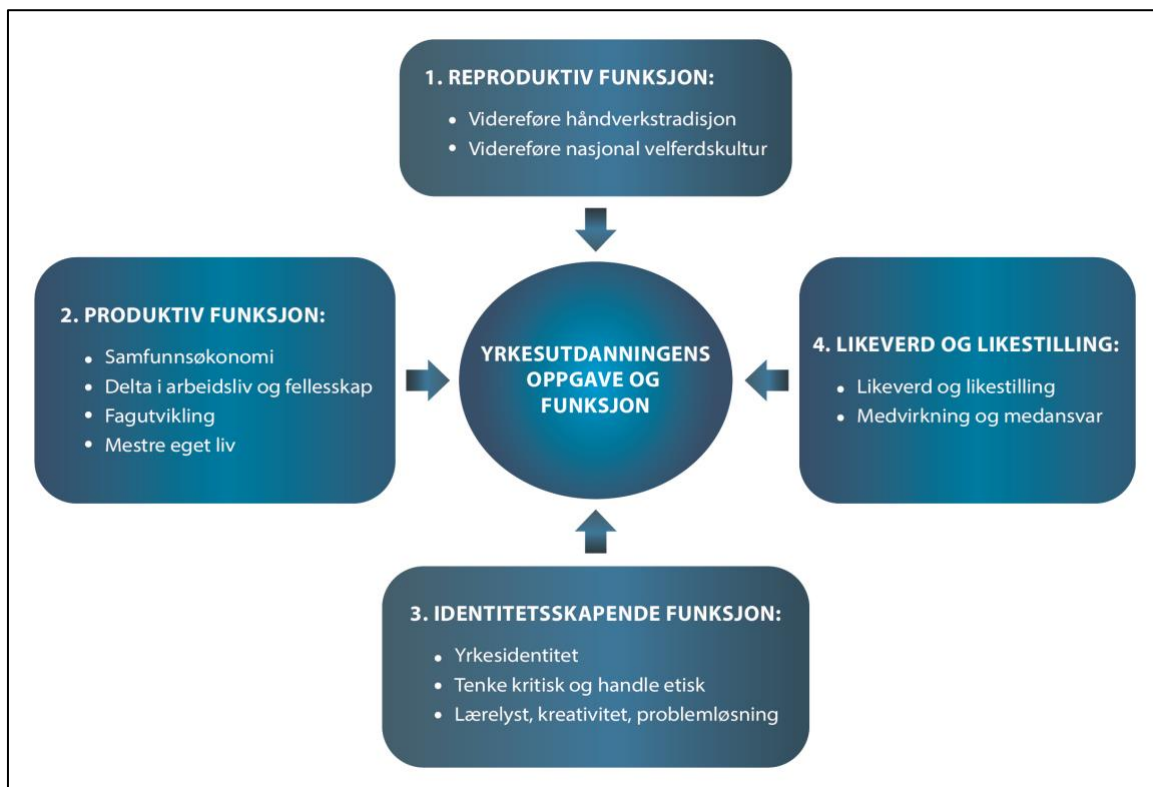 1. REPRODUKTIV FUNKSJON:
• Videreføre håndverkstradisjon
• Videreføre nasjonal velferdskultur
2. PRODUKTIV FUNKSJON:
• Samfunnsøkonomi
• Delta i arbeidsliv og fellesskap
• Fagutvikling
• Mestre eget liv
YRKESUTDANNINGENS
OPPGAVE OG
FUNKSJON
4. LIKEVERD OG LIKESTILLING:
• Likeverd og likestilling
• Medvirkning og medansvar
3. IDENTITETSSKAPENDE FUNKSJON:
• Yrkesidentitet
• Tenke kritisk og handle etisk
• Lærelyst, kreativitet, problemløsning